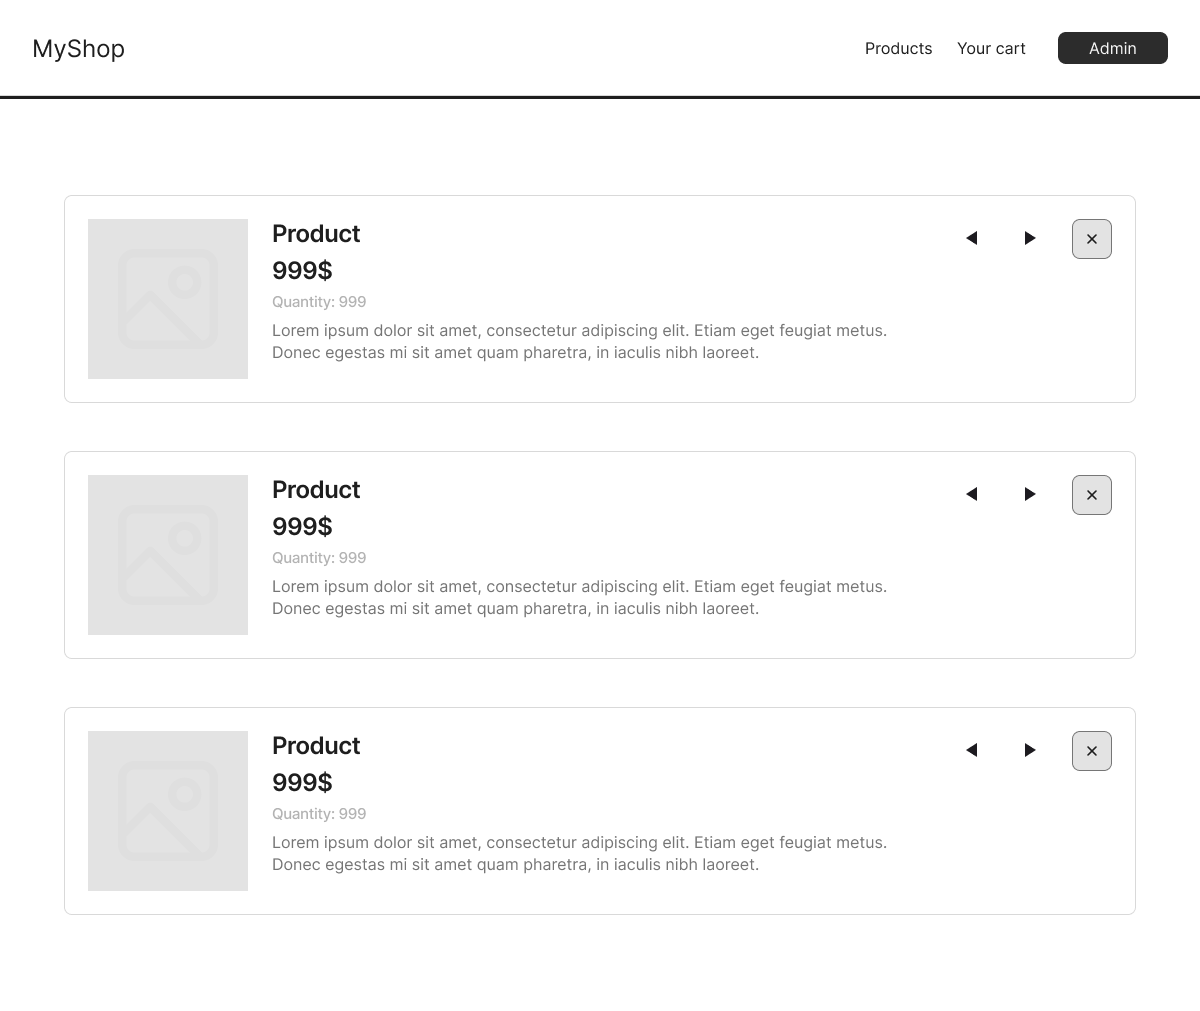 MyShop
Products
Your cart
Admin
Product
999$
Quantity: 999
Lorem ipsum dolor sit amet, consectetur adipiscing elit. Etiam eget feugiat metus.
Donec egestas mi sit amet quam pharetra, in iaculis nibh laoreet.
Product
999$
Quantity: 999
Lorem ipsum dolor sit amet, consectetur adipiscing elit. Etiam eget feugiat metus.
Donec egestas mi sit amet quam pharetra, in iaculis nibh laoreet.
Product
999$
Quantity: 999
Lorem ipsum dolor sit amet, consectetur adipiscing elit. Etiam eget feugiat metus.
Donec egestas mi sit amet quam pharetra, in iaculis nibh laoreet.